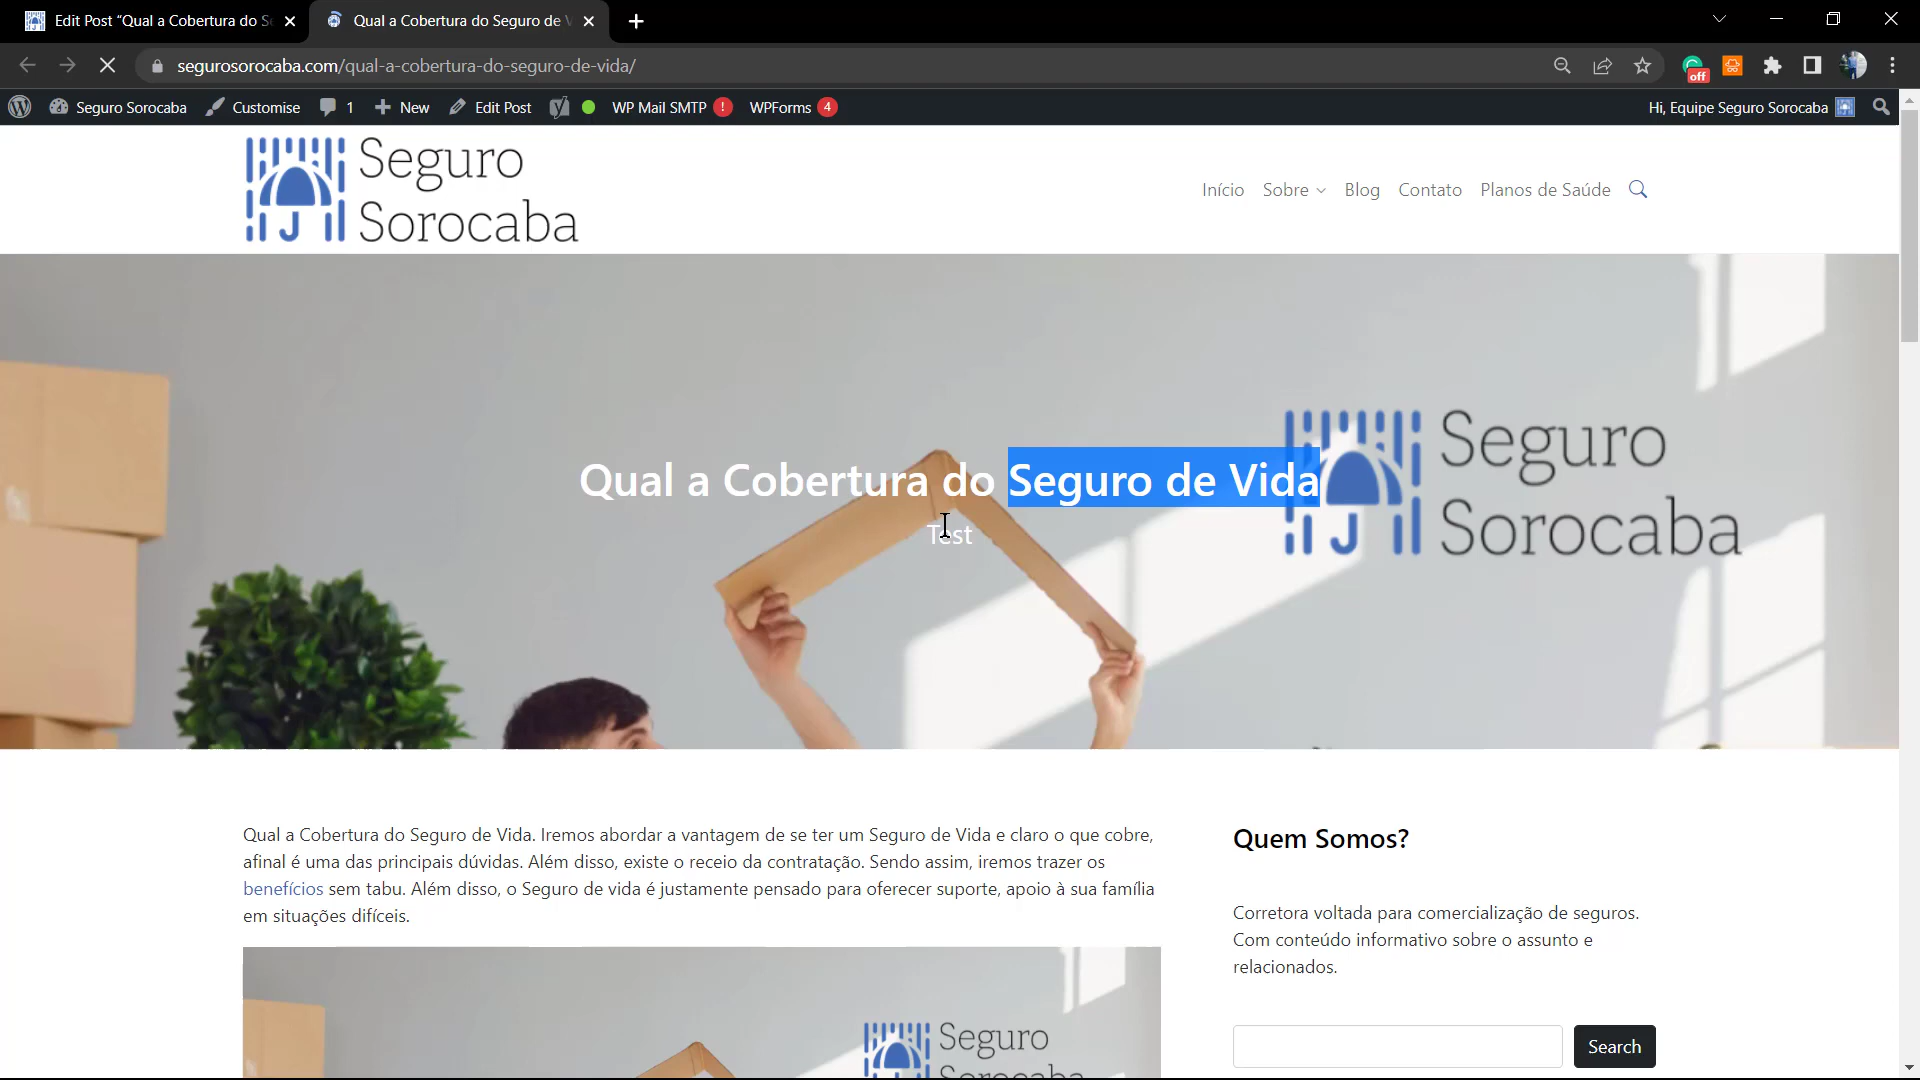 Edit Post “Qual a Cobertura do S
Qual a Cobertura do Seguro de V
segurosorocaba.com/qual-a-cobertura-do-seguro-de-vida/
off
Seguro Sorocaba
Customise
1
New
Edit Post
WP Mail SMTP
!
WPForms
4
Hi, Equipe Seguro Sorocaba
Seguro
Sorocaba
Início
Sobre
Blog
Contato
Planos de Saúde
Seguro
Sorocaba
Qual a Cobertura do Seguro de Vida
Test
Qual a Cobertura do Seguro de Vida. Iremos abordar a vantagem de se ter um Seguro de Vida e claro o que cobre,
afinal é uma das principais dúvidas. Além disso, existe o receio da contratação. Sendo assim, iremos trazer os
benefícios sem tabu. Além disso, o Seguro de vida é justamente pensado para oferecer suporte, apoio à sua família
em situações difíceis.
Quem Somos?
Corretora voltada para comercialização de seguros.
Com conteúdo informativo sobre o assunto e
relacionados.
Search
Seguro
Sorocaba